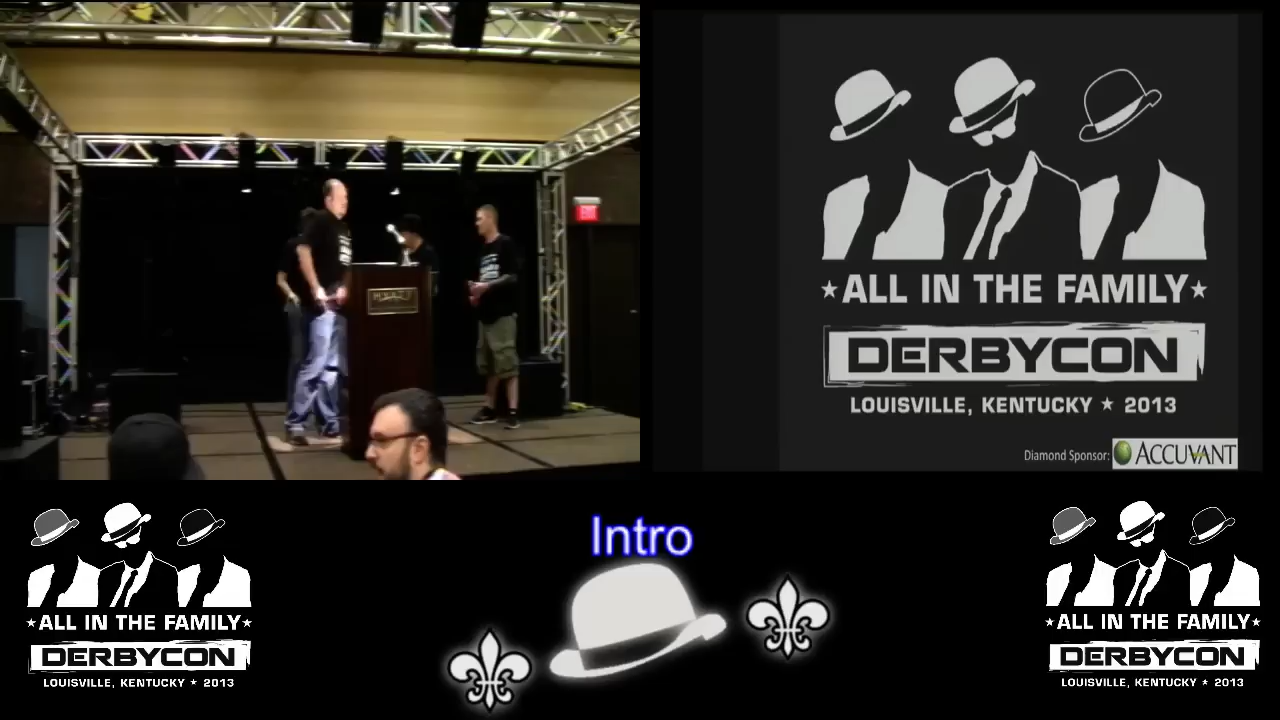 EXIT
HYATT
★ALL IN THE FAMILY★
DERBYCON
LOUISVILLE, KENTUCKY ★ 2013
Diamond Sponsor: ACCUVANT
Intro
★ALL IN THE FAMILY★
DERBYCON
LOUISVILLE, KENTUCKY ★ 2013
★ALL IN THE FAMILY★
DERBYCON
LOUISVILLE, KENTUCKY ★ 2013